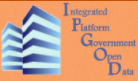 Integrated
Platform
Government
Open
Data